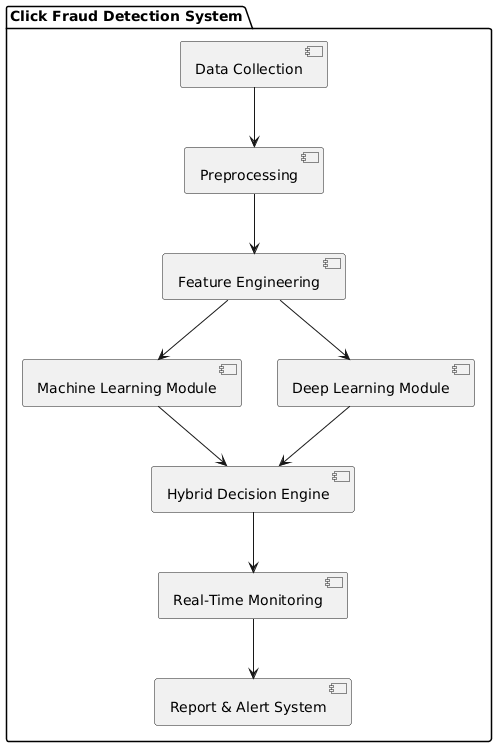 Click Fraud Detection System
Data Collection
Preprocessing
Feature Engineering
Machine Learning Module
Deep Learning Module
Hybrid Decision Engine
Real-Time Monitoring
Report & Alert System